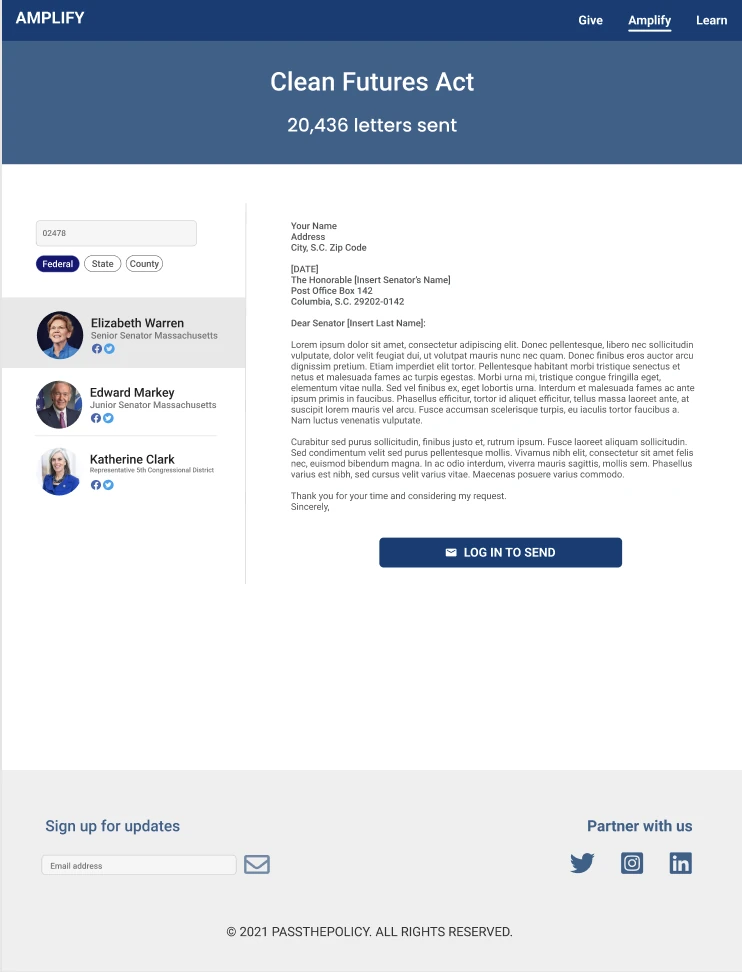 AMPLIFY
Give Amplify Learn
Clean Futures Act
20,436 letters sent
02478
Federal State County
Elizabeth Warren
Senior Senator Massachusetts
Edward Markey
Junior Senator Massachusetts
Katherine Clark
Representative 5th Congressional District
Your Name
Address
City, S.C. Zip Code
[DATE]
The Honorable [Insert Senator's Name]
Post Office Box 142
Columbia, S.C. 29202-0142
Dear Senator [Insert Last Name]:
Lorem ipsum dolor sit amet, consectetur adipiscing elit. Donec pellentesque, libero nec sollicitudin
vulputate, dolor velit feugiat dui, ut volutpat mauris nunc nec quam. Donec finibus eros auctor arcu
dignissim pretium. Etiam imperdiet elit tortor. Pellentesque habitant morbi tristique senectus et
netus et malesuada fames ac turpis egestas. Morbi urna mi, tristique congue fringilla eget,
elementum vitae nulla. Sed vel finibus ex, eget lobortis urna. Interdum et malesuada fames ac ante
ipsum primis in faucibus. Phasellus efficitur, tortor id aliquet efficitur, tellus massa laoreet ante, at
suscipit lorem mauris vel arcu. Fusce accumsan scelerisque turpis, eu iaculis tortor faucibus a.
Nam luctus venenatis vulputate.
Curabitur sed purus sollicitudin, finibus justo et, rutrum ipsum. Fusce laoreet aliquam sollicitudin.
Sed condimentum velit sed purus pellentesque mollis. Vivamus nibh elit, consectetur sit amet felis
nec, euismod bibendum magna. In ac odio interdum, viverra mauris sagittis, mollis sem. Phasellus
varius est nibh, sed cursus velit varius vitae. Maecenas posuere varius commodo.
Thank you for your time and considering my request.
Sincerely,
LOG IN TO SEND
Sign up for updates
Email address
Partner with us
© 2021 PASSTHEPOLICY. ALL RIGHTS RESERVED.